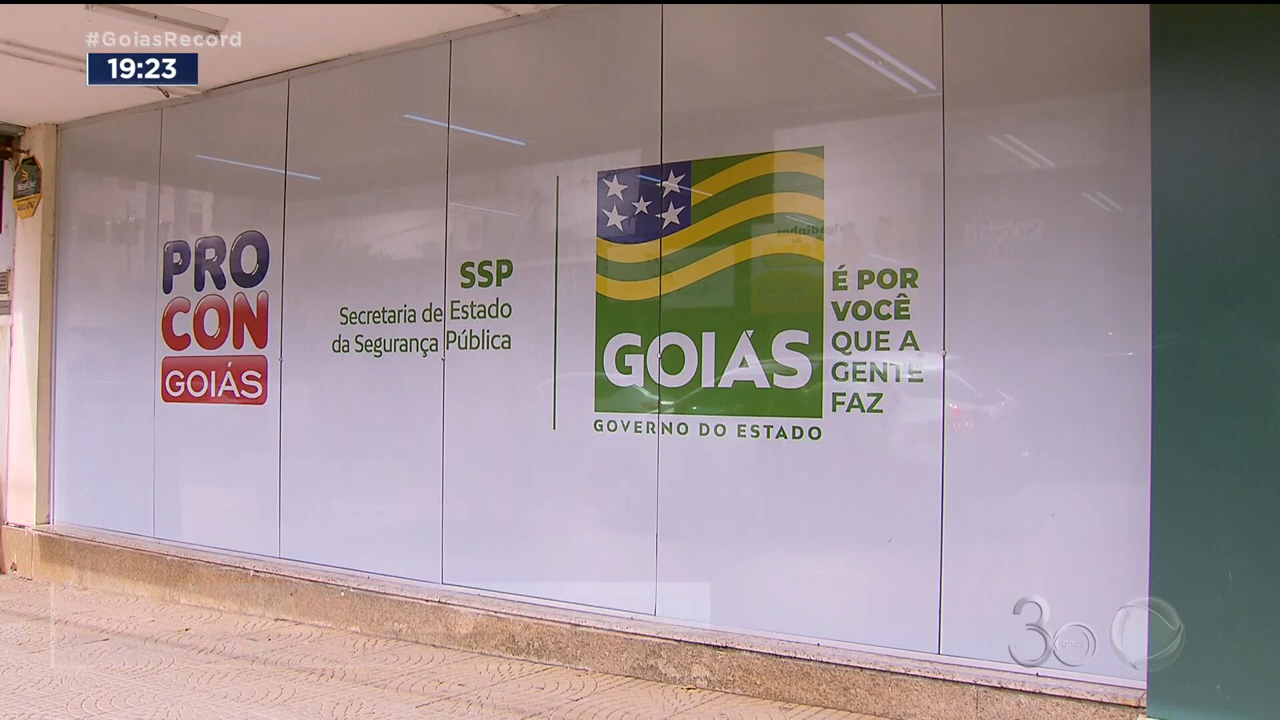 #GoiasRecord
19:23
PRO
CON
GOIÁS
SSP
Secretaria de Estado
da Segurança Pública
GOIÁS
GOVERNO DO ESTADO
É POR
VOCÊ
QUE A
GENTE
FAZ
30